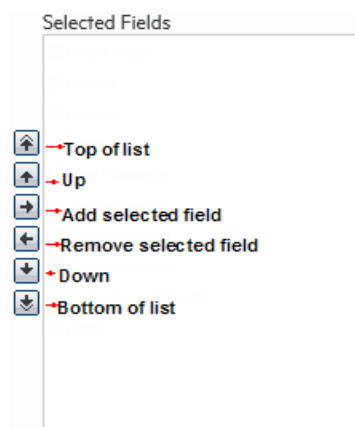 Selected Fields
Top of list
Up
Add selected field
Remove selected field
Down
Bottom of list